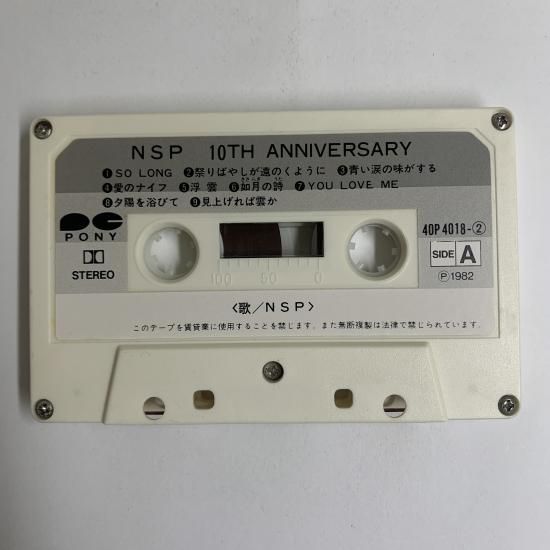 NSP 10TH ANNIVERSARY
❶SO LONG ❷祭りばやしが遠のくように ❸青い涙の味がする
❹愛のナイフ ❺浮雲 ❻如月の詩 ❼YOU LOVE ME
❽夕陽を浴びて ❾見上げれば雲か
PONY
40P4018-②
STEREO
SIDE A
Ⓟ1982
100 50 0
〈歌/NSP〉
このテープを賃貸業に使用することを禁じます。また無断複製は法律で禁じられています。